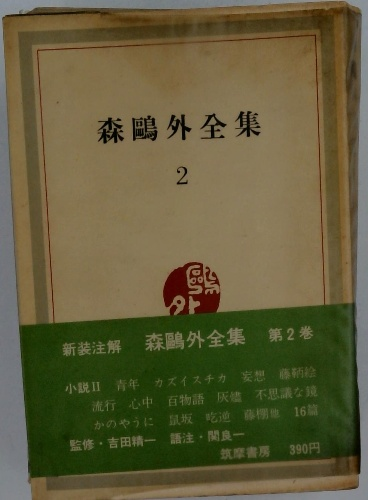 森鷗外全集
2
鷗外
新装注解 森鷗外全集 第2巻
小説II 青年 カズイスチカ 妄想 藤鞆絵
流行 心中 百物語 灰燼 不思議な鏡
かのやうに 鼠坂 吃逆 藤棚他 16篇
監修・吉田精一 語注・関良一
筑摩書房 390円